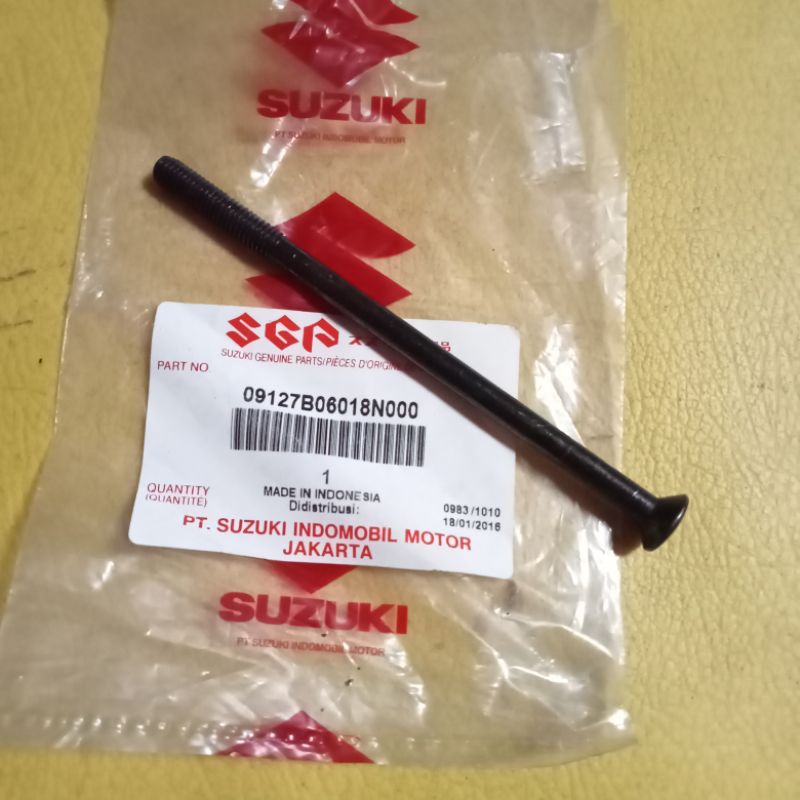 SUZUKI
PT SUZUKI INDOMOBIL MOTOR
SGP
SUZUKI GENUINE PARTS/PIÈCES D'ORIGINE
PART NO.
09127B06018N000
1
QUANTITY
(QUANTITÉ)
MADE IN INDONESIA
Didistribusi:
0983/1010
18/01/2016
PT. SUZUKI INDOMOBIL MOTOR
JAKARTA
SUZUKI
PT SUZUKI INDOMOBIL MOTOR